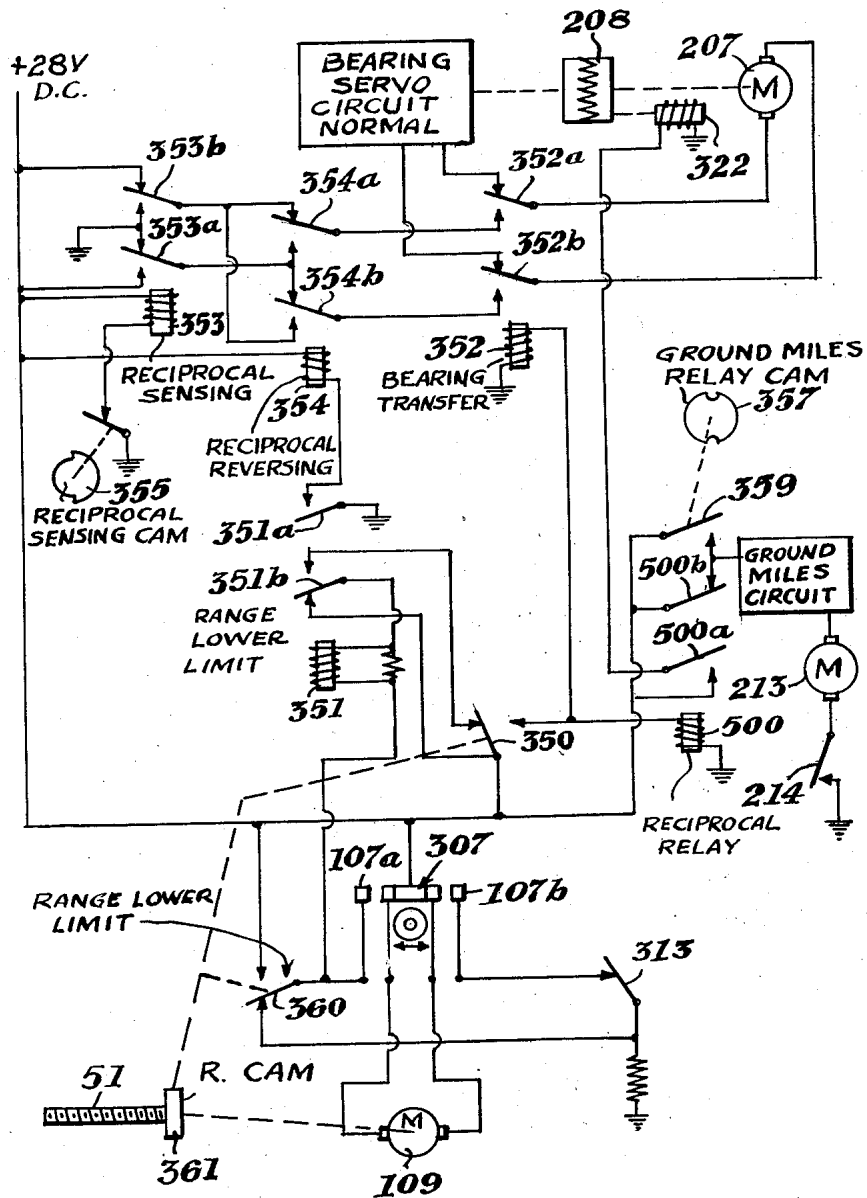 +28V
D.C.
BEARING
SERVO
CIRCUIT
NORMAL
208
207
M
322
353b
353a
354a
354b
352a
352b
353
RECIPROCAL
SENSING
354
RECIPROCAL
REVERSING
352
BEARING
TRANSFER
GROUND MILES
RELAY CAM
357
355
RECIPROCAL
SENSING CAM
351a
351b
RANGE
LOWER
LIMIT
351
359
500b
GROUND
MILES
CIRCUIT
500a
M
213
350
500
214
RECIPROCAL
RELAY
107a
307
107b
RANGE LOWER
LIMIT
360
313
51
R. CAM
361
M
109